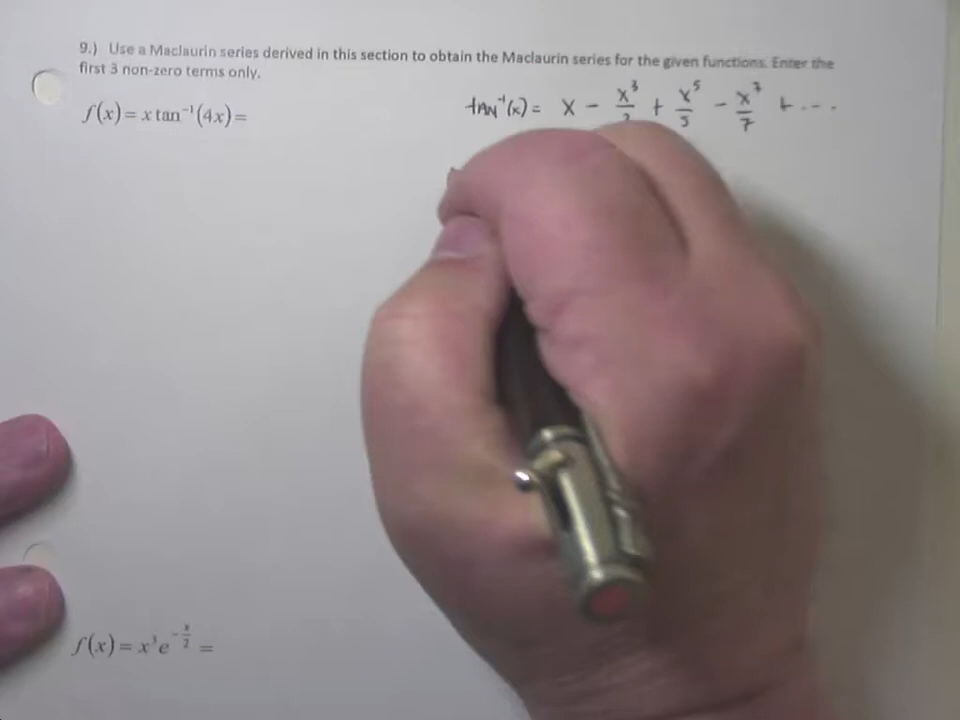 9.) Use a Maclaurin series derived in this section to obtain the Maclaurin series for the given functions. Enter the
first 3 non-zero terms only.
f(x) = x tan⁻¹(4x) =
tan⁻¹(x) = x - x³/3 + x⁵/5 - x⁷/7 + ...
f(x) = x³e^(-x/2) =